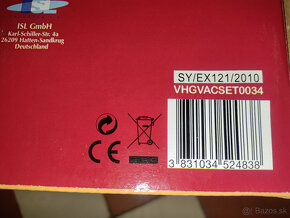 ISL
ISL GmbH
Karl-Schiller-Str. 4a
26209 Hatten-Sandkrug
Deutschland
SY/EX121/2010
VHGVACSET0034
CE
3 831034 524838
bazos.sk